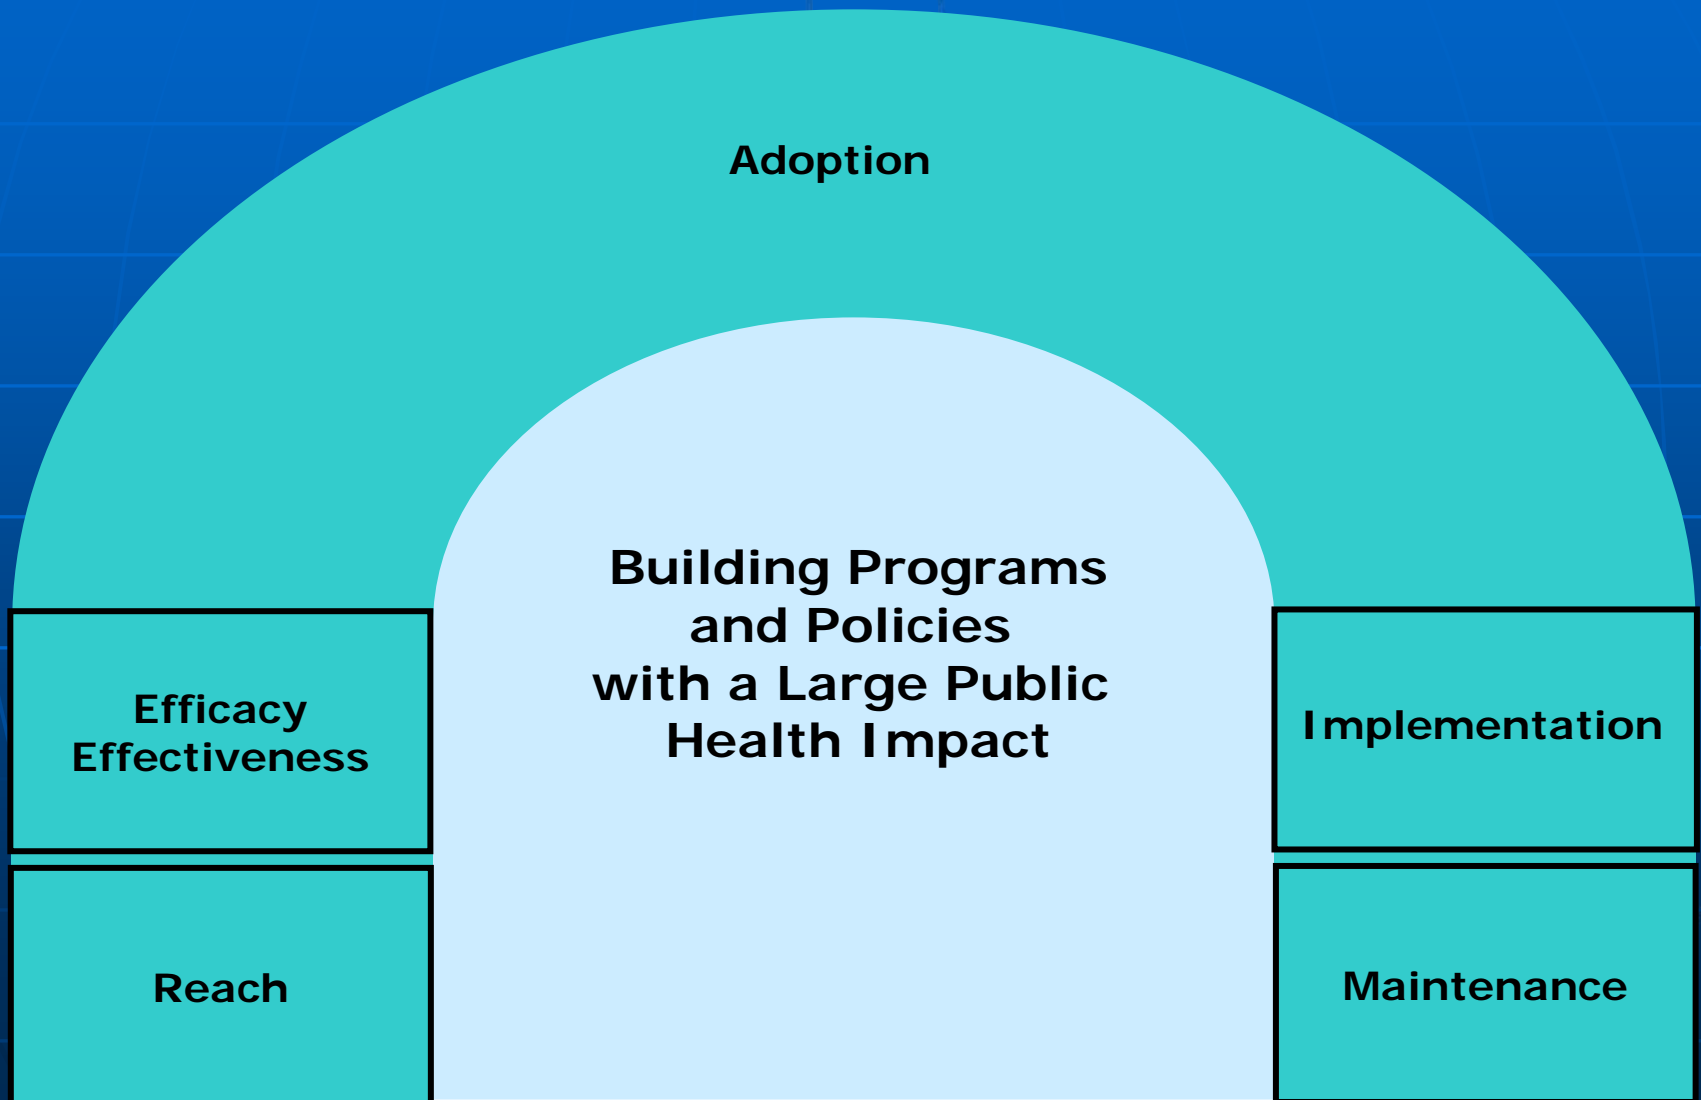 Adoption
Building Programs
and Policies
with a Large Public
Health Impact
Efficacy
Effectiveness
Implementation
Reach
Maintenance